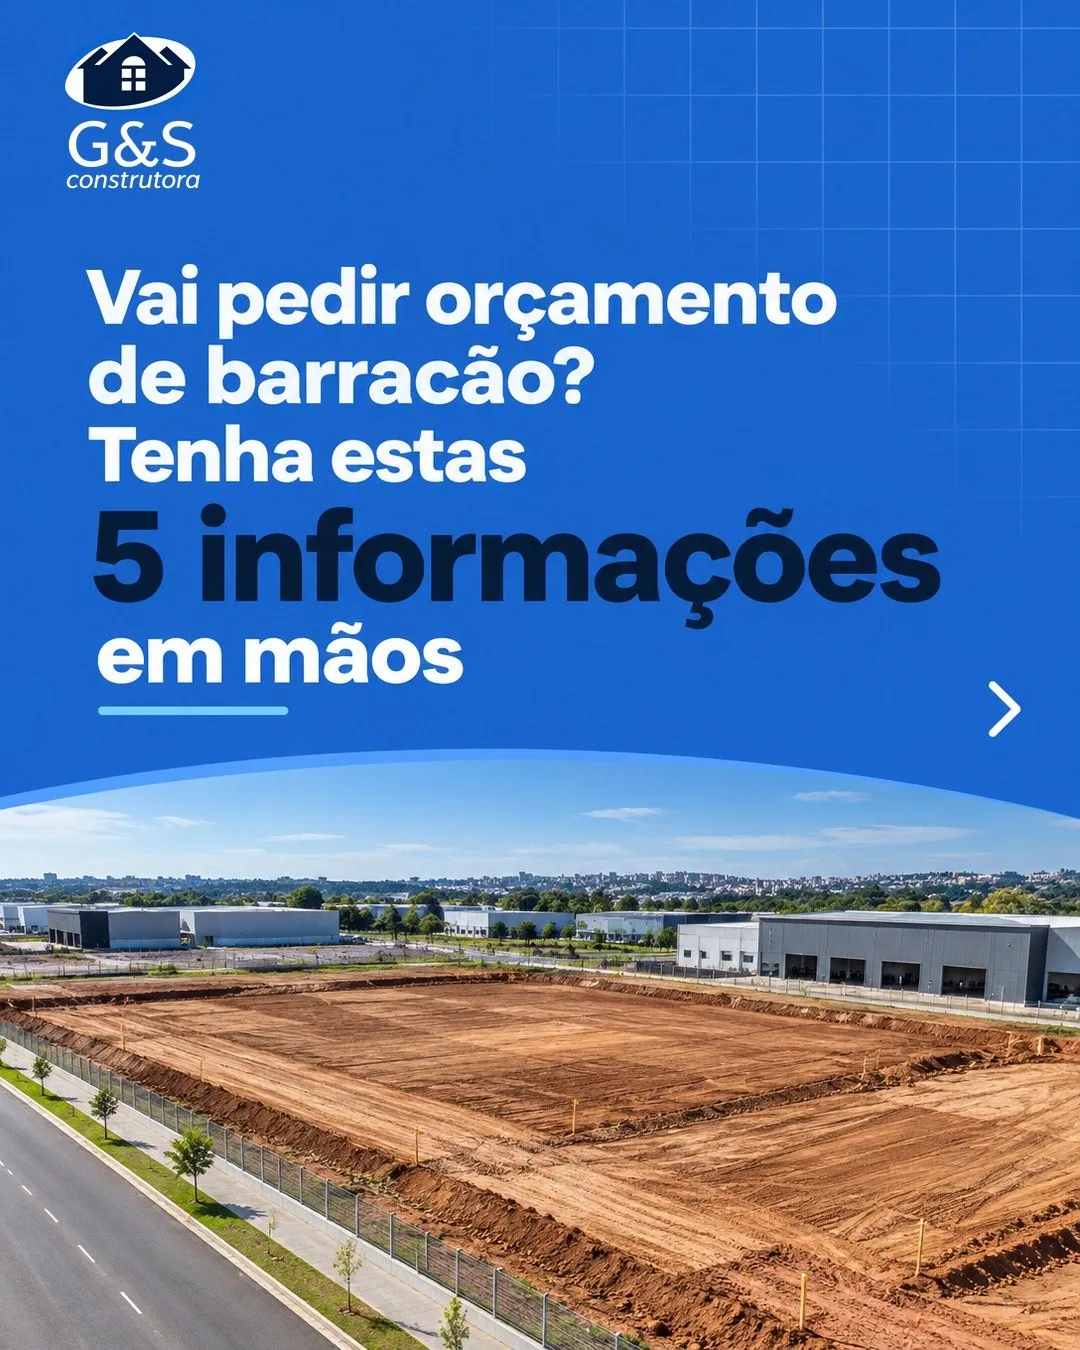 G&S
construtora
Vai pedir orçamento
de barracão?
Tenha estas
5 informações
em mãos